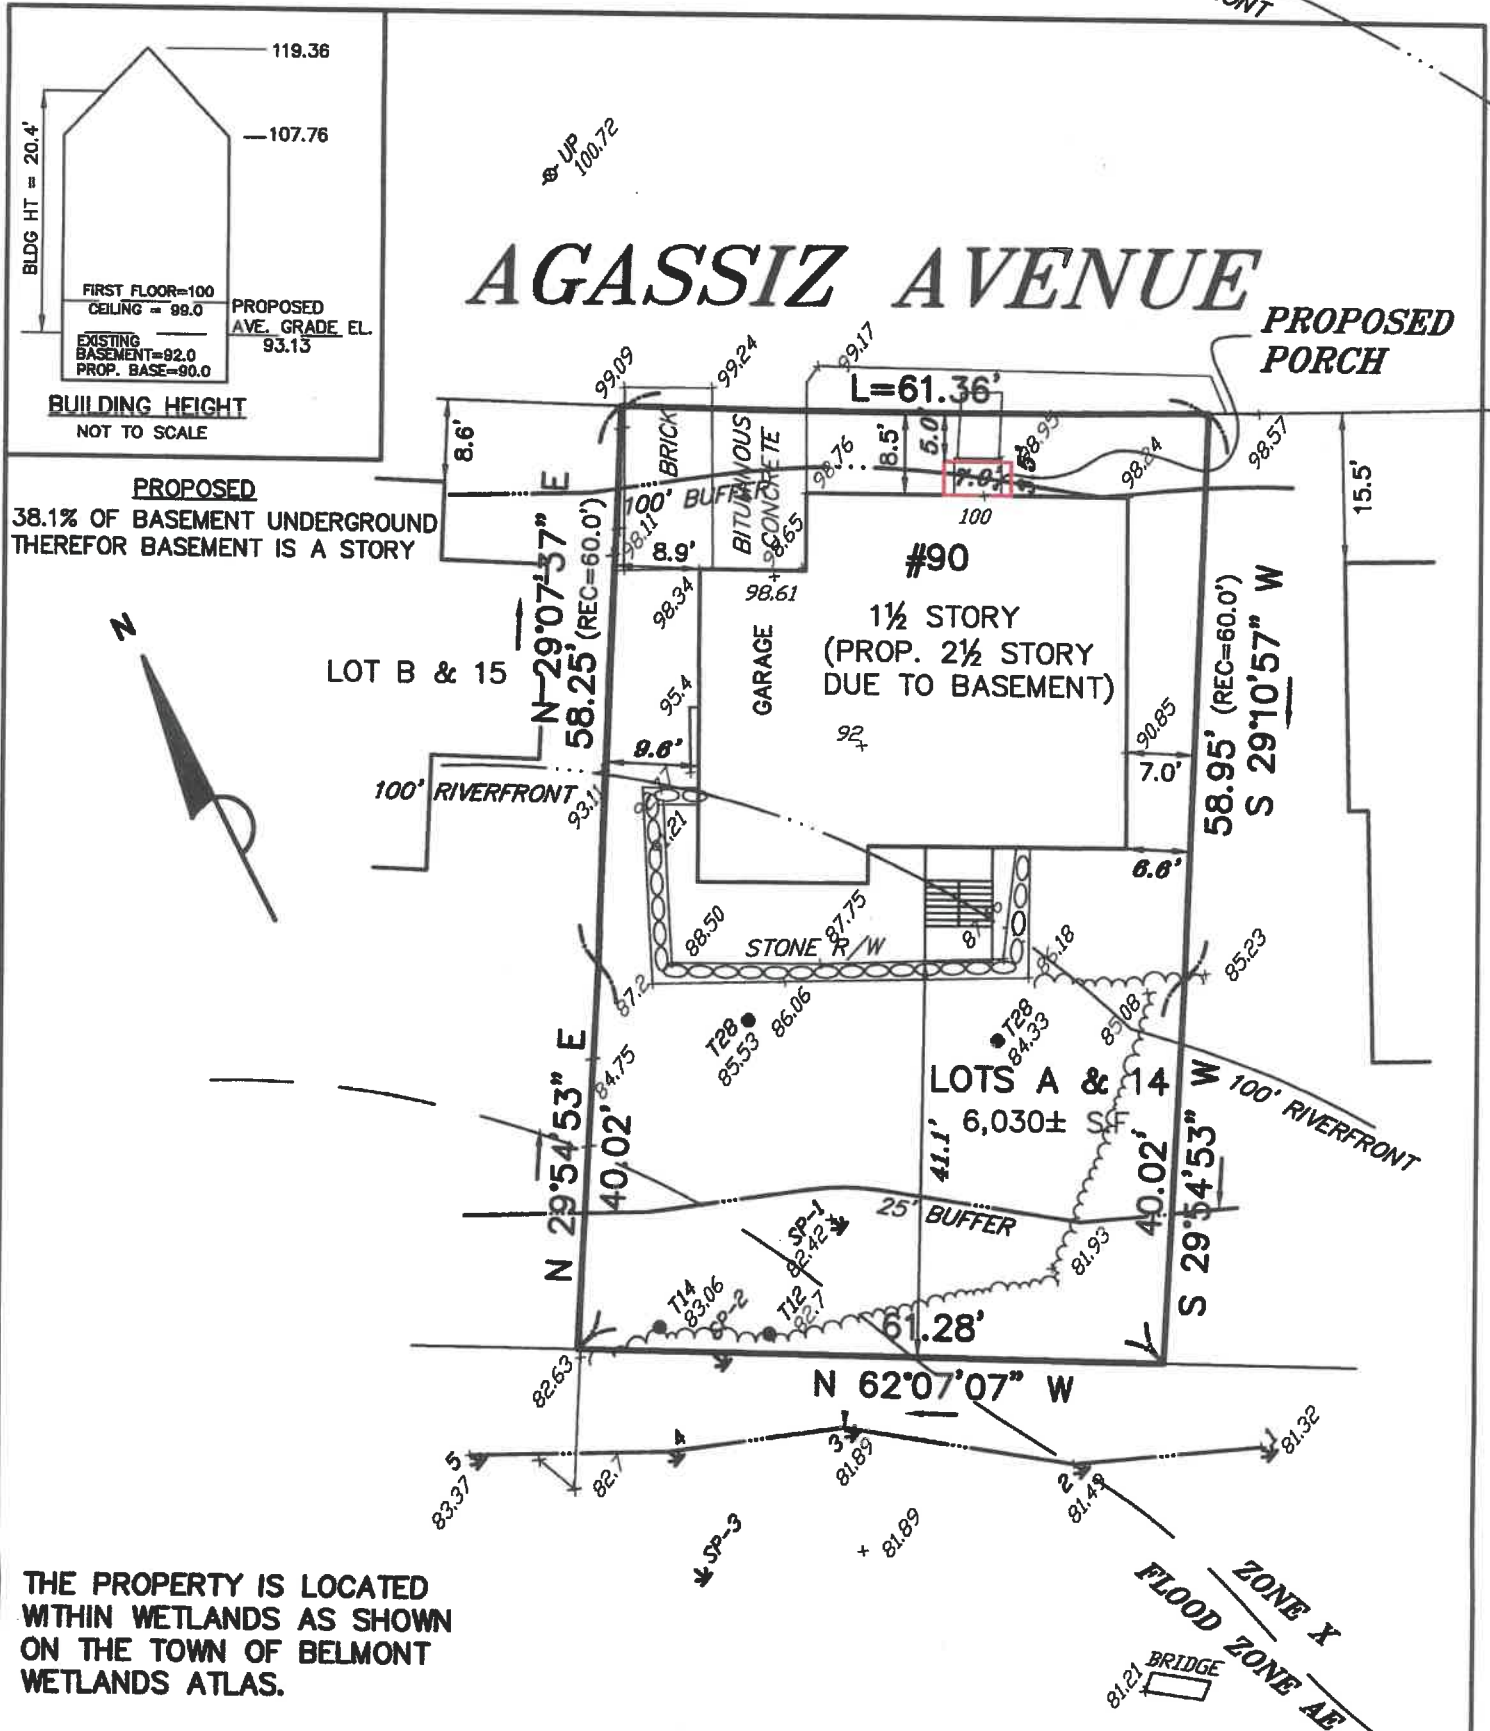 119.36
107.76
BLDG HT = 20.4'
FIRST FLOOR=100
CEILING = 99.0
EXISTING
BASEMENT=92.0
PROP. BASE=90.0
PROPOSED
AVE. GRADE EL.
93.13
BUILDING HEIGHT
NOT TO SCALE
UP
100.72
AGASSIZ AVENUE
PROPOSED
PORCH
99.09
99.24
99.17
L=61.36'
8.6'
BRICK
BITUMINOUS
CONCRETE
98.76
8.5'
5.0'
98.95
98.24
98.57
15.5'
7.0'
100' BUFFER
100
PROPOSED
38.1% OF BASEMENT UNDERGROUND
THEREFOR BASEMENT IS A STORY
98.11
8.9'
98.65
98.61
98.34
#90
1½ STORY
(PROP. 2½ STORY
DUE TO BASEMENT)
GARAGE
N
LOT B & 15
N 29°07'37" E
58.25' (REC=60.0')
58.95' (REC=60.0')
S 29°10'57" W
95.4
92
90.85
9.6'
7.0'
100' RIVERFRONT
93.11
6.6'
88.50
87.75
STONE R/W
86.18
85.23
87.2
86.06
T28
85.53
T28
84.33
85.08
84.75
LOTS A & 14
6,030± SF
100' RIVERFRONT
N 29°54'53" E
40.02'
41.1'
40.02'
S 29°54'53" W
25' BUFFER
SP-1
82.42
81.93
T14
83.06
SP-2
T12
82.7
61.28'
N 62°07'07" W
82.63
5
83.37
4
82.7
3
81.89
2
81.49
1
81.32
SP-3
81.89
ZONE X
FLOOD ZONE AE
BRIDGE
81.21
THE PROPERTY IS LOCATED
WITHIN WETLANDS AS SHOWN
ON THE TOWN OF BELMONT
WETLANDS ATLAS.